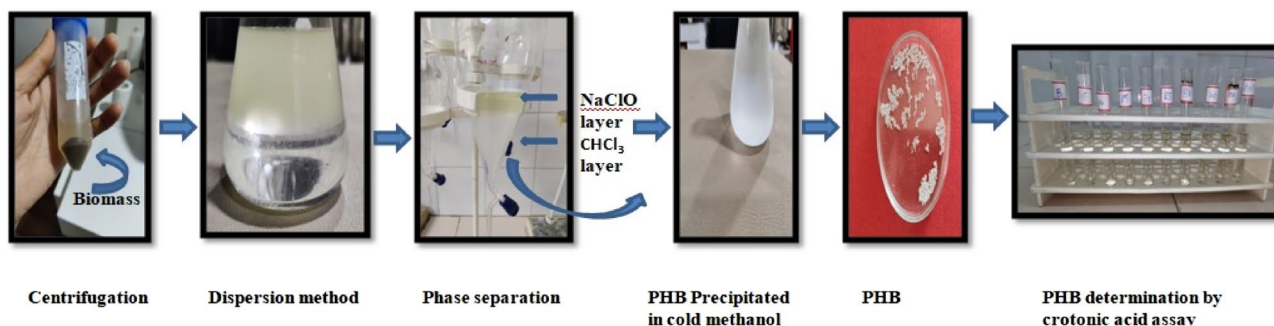 Biomass
NaClO
layer
CHCl₃
layer
Centrifugation
Dispersion method
Phase separation
PHB Precipitated
in cold methanol
PHB
PHB determination by
crotonic acid assay